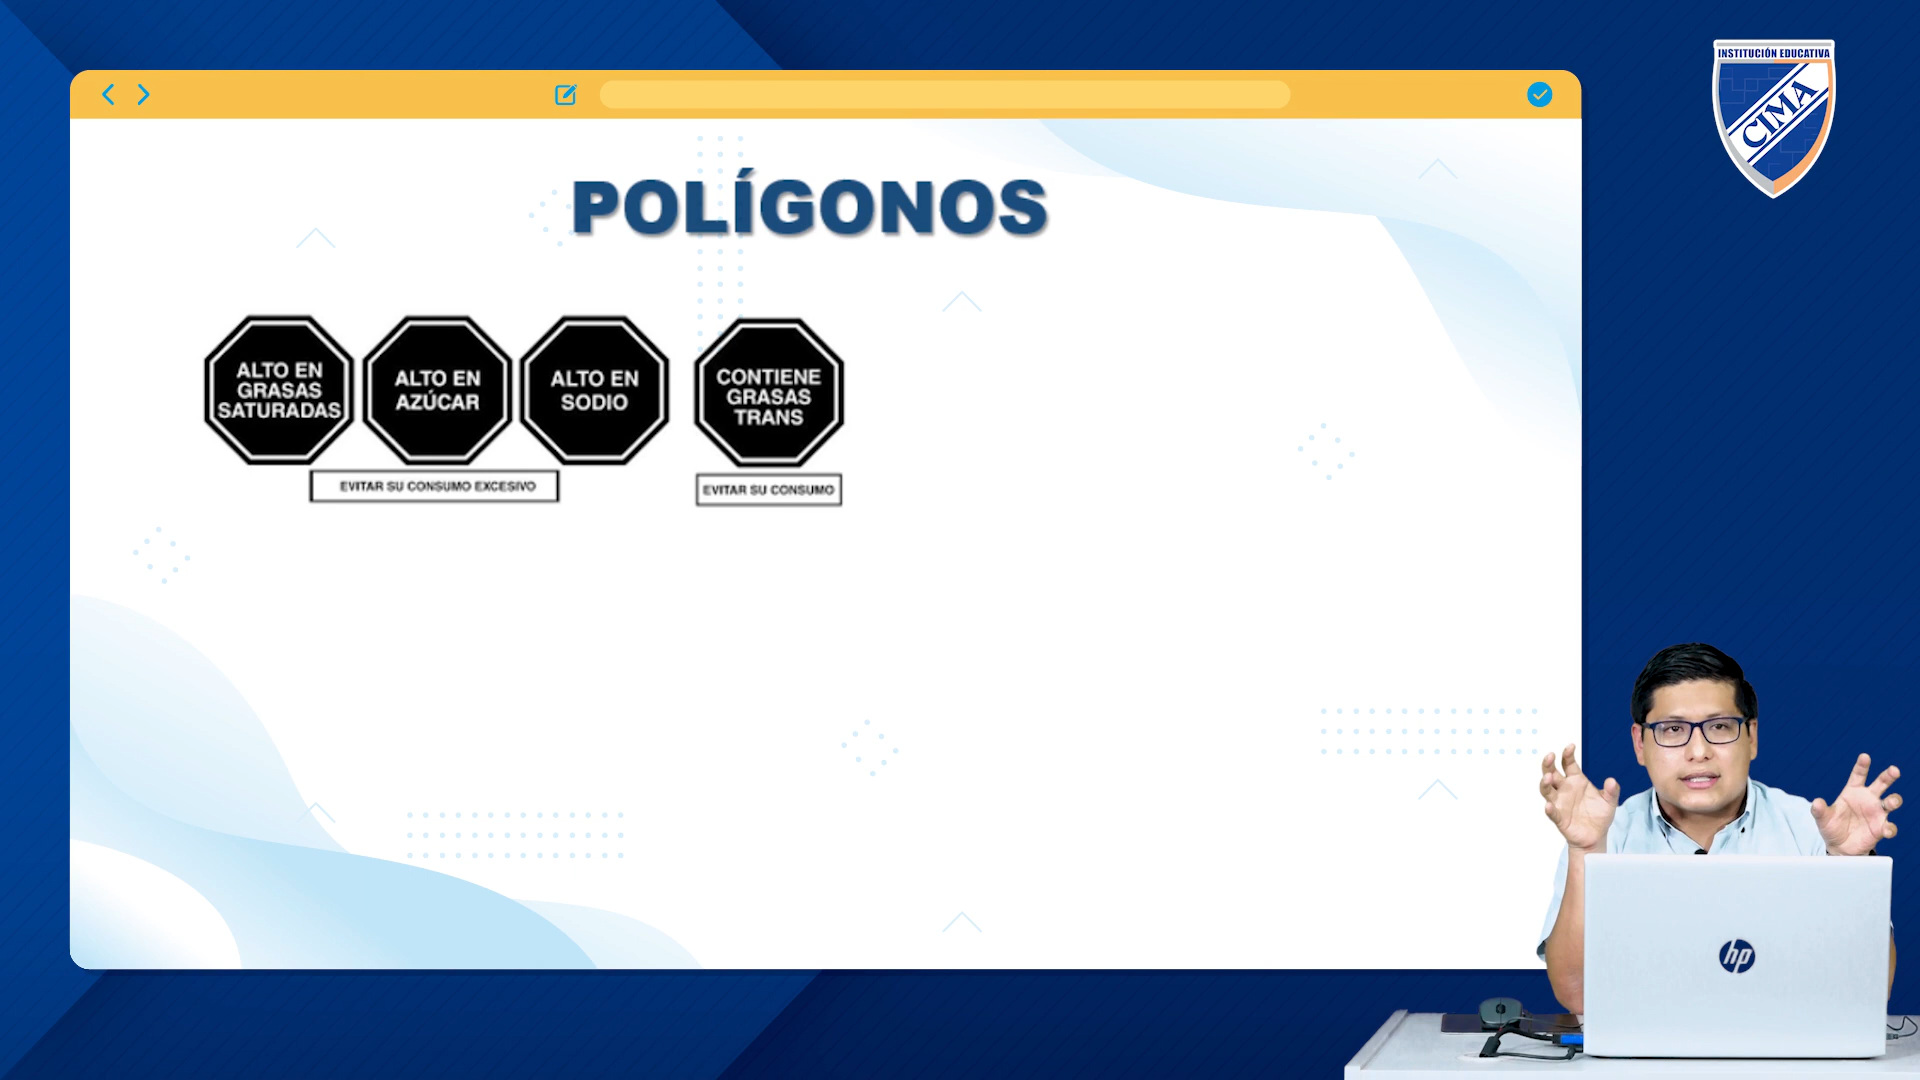 INSTITUCIÓN EDUCATIVA
CIMA
POLÍGONOS
ALTO EN
GRASAS
SATURADAS
ALTO EN
AZÚCAR
ALTO EN
SODIO
CONTIENE
GRASAS
TRANS
EVITAR SU CONSUMO EXCESIVO
EVITAR SU CONSUMO
hp